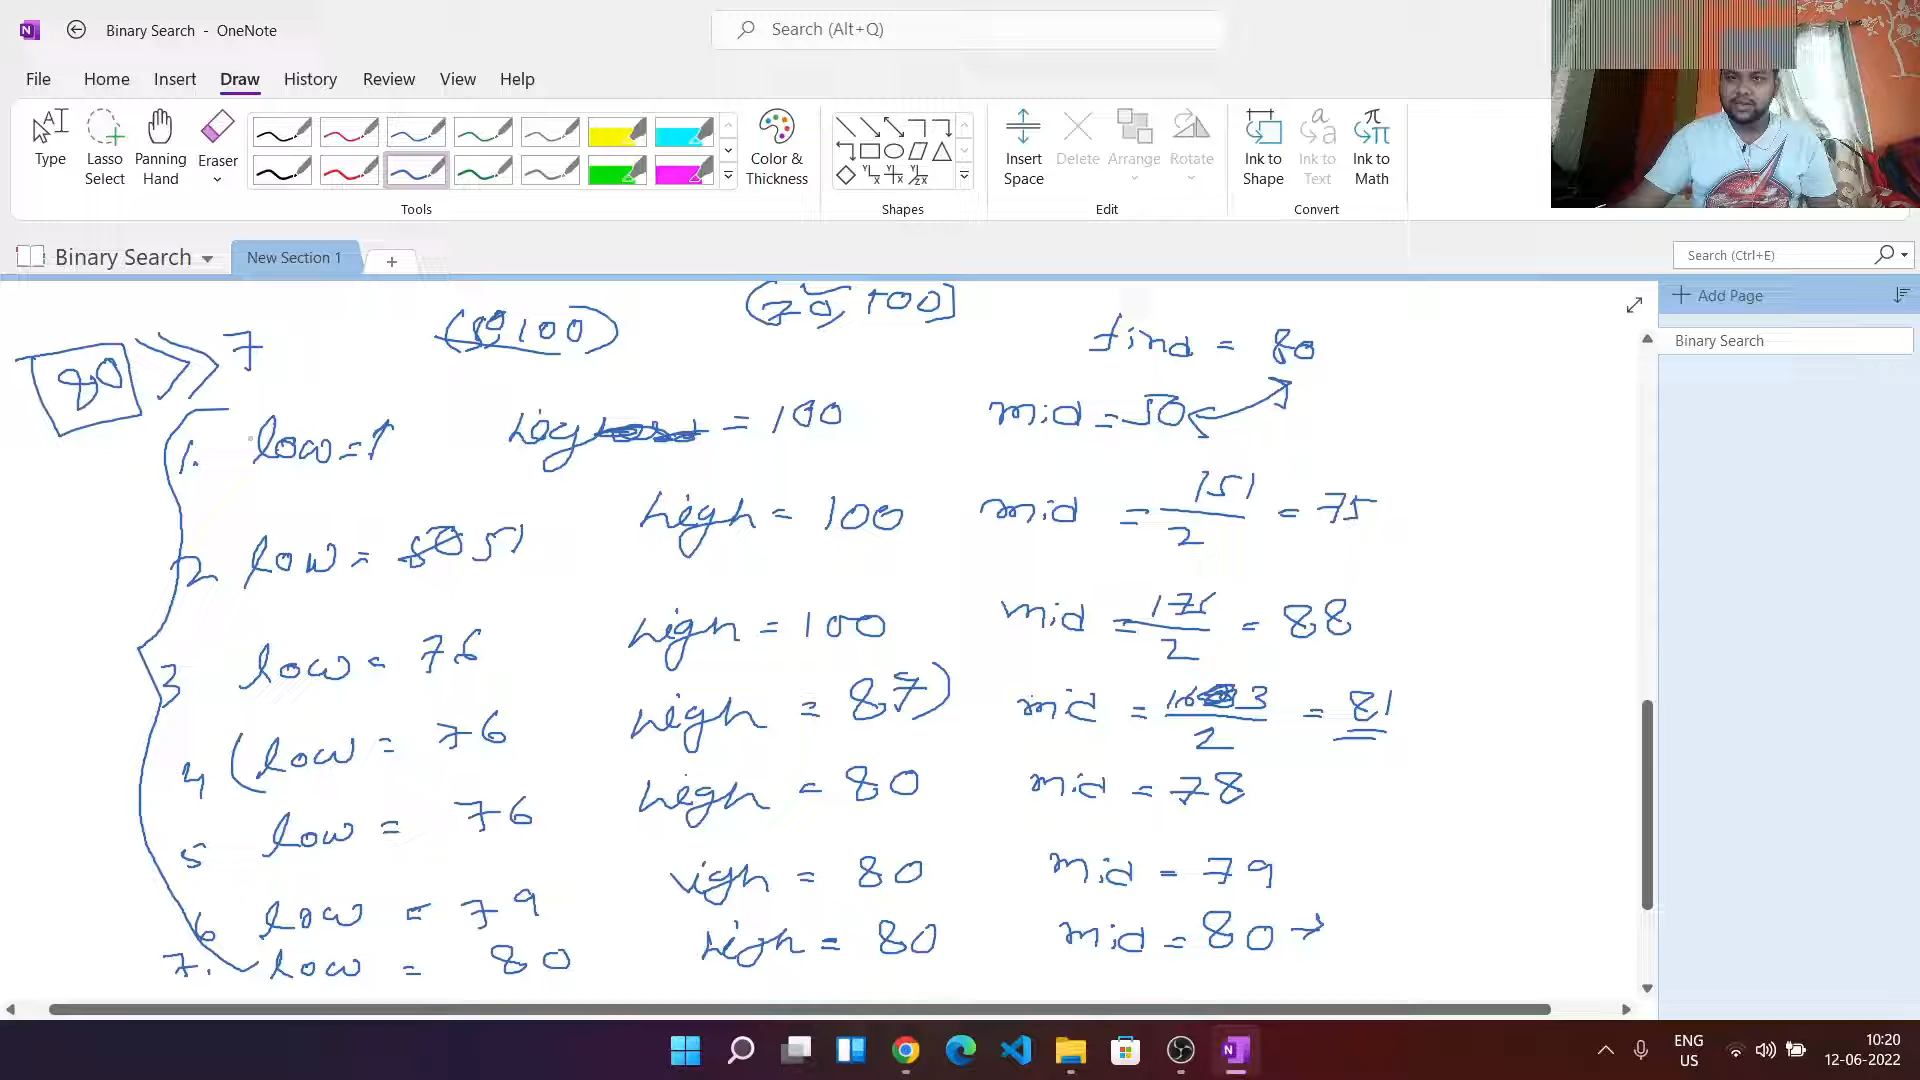 Binary Search - OneNote
Search (Alt+Q)
File Home Insert Draw History Review View Help
Type
Lasso Select
Panning Hand
Eraser
Color & Thickness
Insert Space
Delete
Arrange
Rotate
Ink to Shape
Ink to Text
Ink to Math
Tools
Shapes
Edit
Convert
Binary Search
New Section 1
Search (Ctrl+E)
Add Page
Binary Search
80 >> 7
100)
100]
find = 80
1. low = 1
= 100
mid = 50
2 low = 50 51
high = 100
mid = 151/2 = 75
3 low = 76
high = 100
mid = 176/2 = 88
4 (low = 76
high = 87)
mid = 163/2 = 81
5 low = 76
high = 80
mid = 78
6 low = 79
high = 80
mid = 79
7. low = 80
high = 80
mid = 80 →
ENG US
10:20
12-06-2022